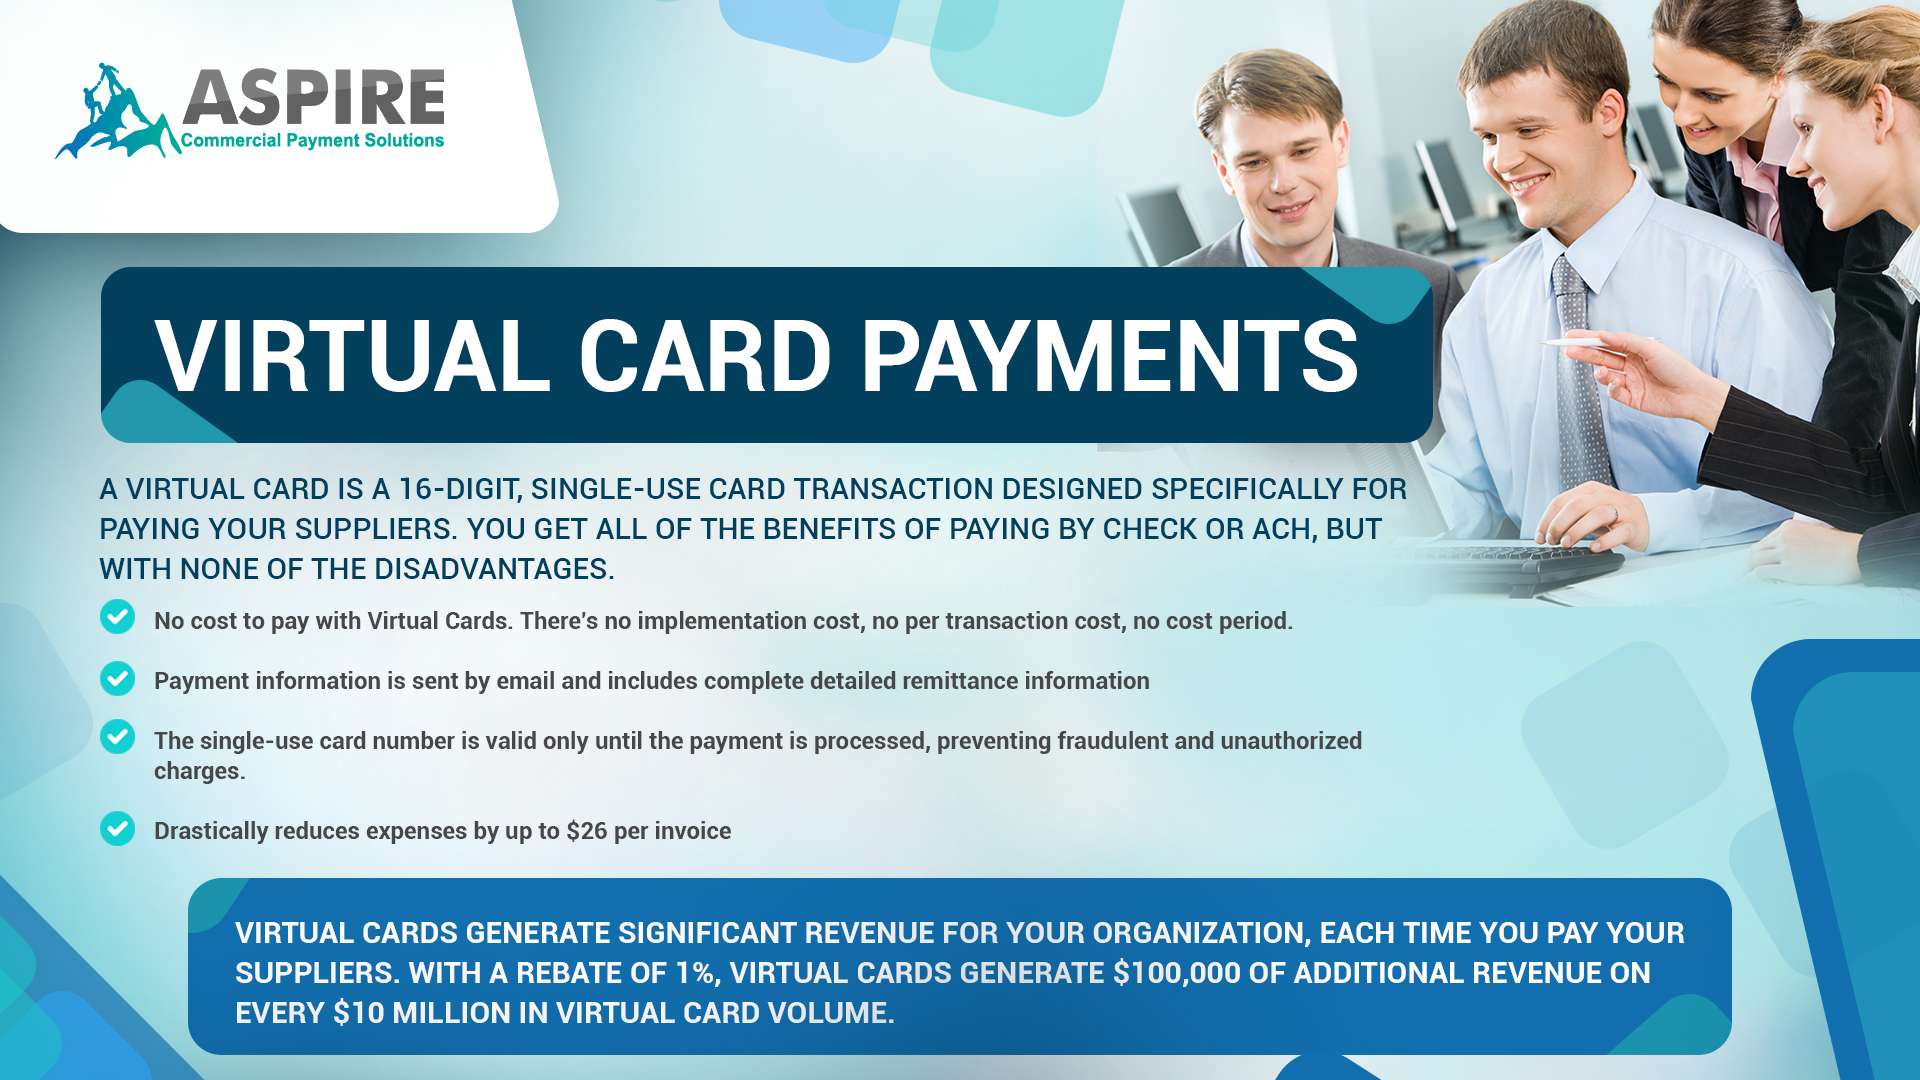 ASPIRE
Commercial Payment Solutions
VIRTUAL CARD PAYMENTS
A VIRTUAL CARD IS A 16-DIGIT, SINGLE-USE CARD TRANSACTION DESIGNED SPECIFICALLY FOR
PAYING YOUR SUPPLIERS. YOU GET ALL OF THE BENEFITS OF PAYING BY CHECK OR ACH, BUT
WITH NONE OF THE DISADVANTAGES.
No cost to pay with Virtual Cards. There's no implementation cost, no per transaction cost, no cost period.
Payment information is sent by email and includes complete detailed remittance information
The single-use card number is valid only until the payment is processed, preventing fraudulent and unauthorized
charges.
Drastically reduces expenses by up to $26 per invoice
VIRTUAL CARDS GENERATE SIGNIFICANT REVENUE FOR YOUR ORGANIZATION, EACH TIME YOU PAY YOUR
SUPPLIERS. WITH A REBATE OF 1%, VIRTUAL CARDS GENERATE $100,000 OF ADDITIONAL REVENUE ON
EVERY $10 MILLION IN VIRTUAL CARD VOLUME.